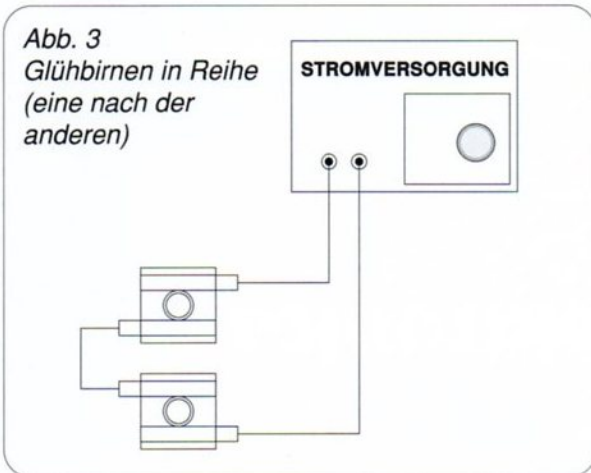 Abb. 3
Glühbirnen in Reihe
(eine nach der
anderen)
STROMVERSORGUNG